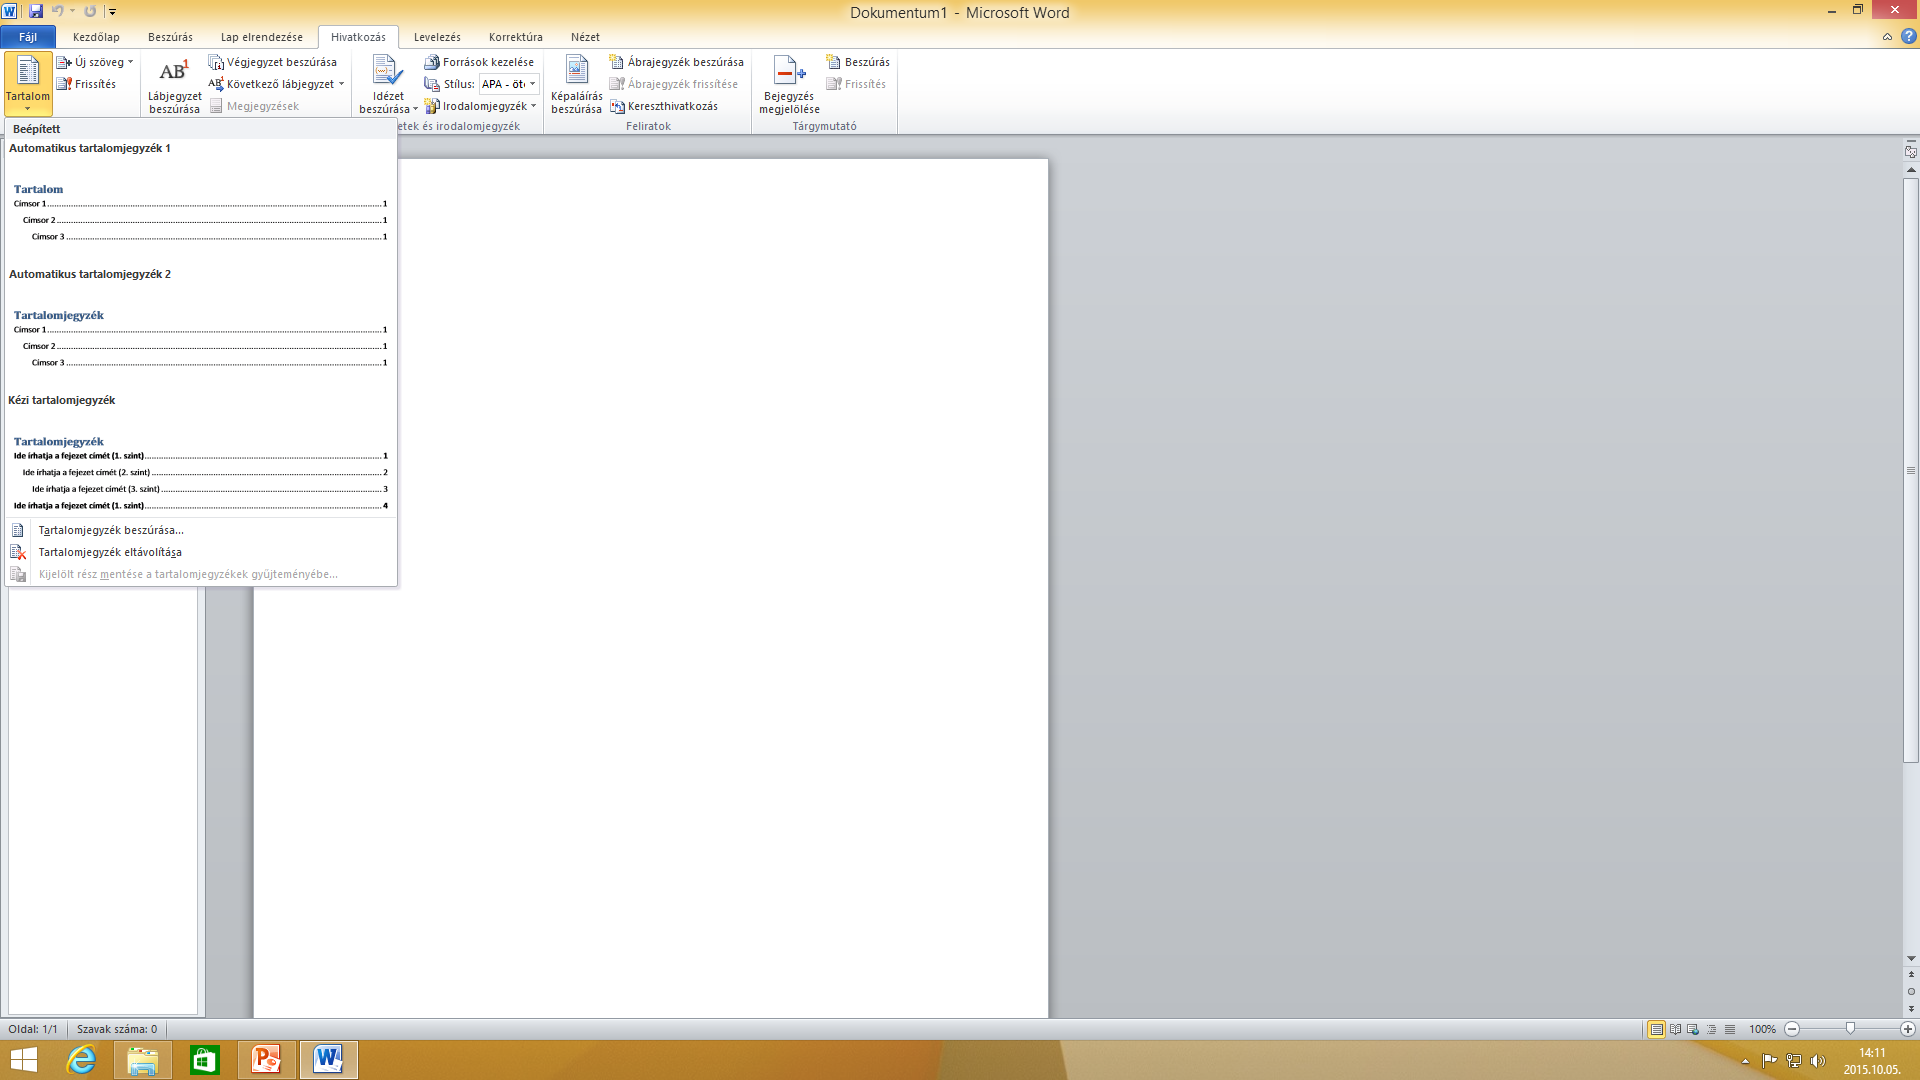 Dokumentum1 - Microsoft Word
Fájl Kezdőlap Beszúrás Lap elrendezése Hivatkozás Levelezés Korrektúra Nézet
Tartalom
Új szöveg
Frissítés
AB1
Lábjegyzet
beszúrása
Végjegyzet beszúrása
Következő lábjegyzet
Megjegyzések
Idézet
beszúrása
Források kezelése
Stílus: APA - öt
Irodalomjegyzék
etek és irodalomjegyzék
Képaláírás
beszúrása
Ábrajegyzék beszúrása
Ábrajegyzék frissítése
Kereszthivatkozás
Feliratok
Bejegyzés
megjelölése
Beszúrás
Frissítés
Tárgymutató
Beépített
Automatikus tartalomjegyzék 1
Tartalom
Címsor 1 1
Címsor 2 1
Címsor 3 1
Automatikus tartalomjegyzék 2
Tartalomjegyzék
Címsor 1 1
Címsor 2 1
Címsor 3 1
Kézi tartalomjegyzék
Tartalomjegyzék
Ide írhatja a fejezet címét (1. szint) 1
Ide írhatja a fejezet címét (2. szint) 2
Ide írhatja a fejezet címét (3. szint) 3
Ide írhatja a fejezet címét (1. szint) 4
Tartalomjegyzék beszúrása...
Tartalomjegyzék eltávolítása
Kijelölt rész mentése a tartalomjegyzékek gyűjteményébe...
Oldal: 1/1 Szavak száma: 0
100%
14:11
2015.10.05.